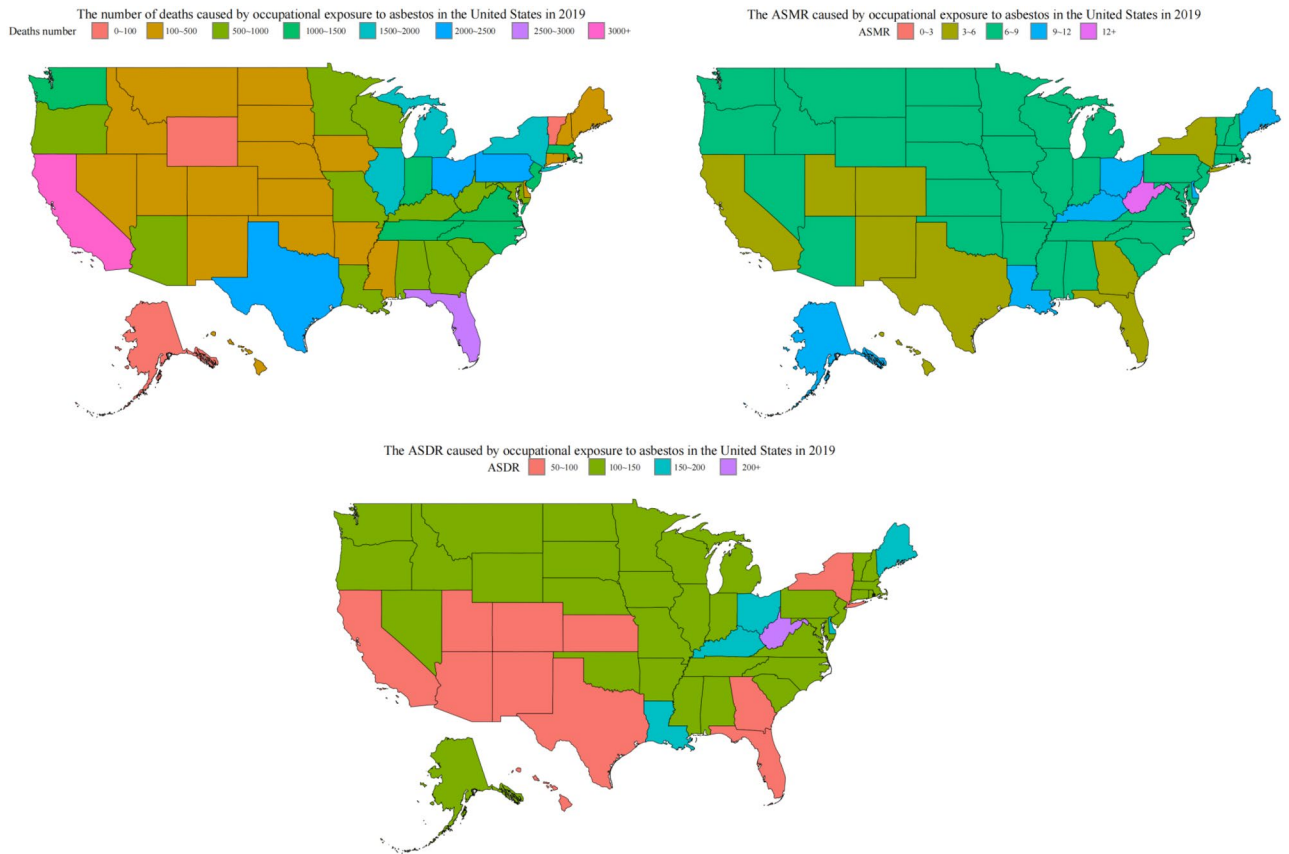 The number of deaths caused by occupational exposure to asbestos in the United States in 2019
Deaths number 0~100 100~500 500~1000 1000~1500 1500~2000 2000~2500 2500~3000 3000+
The ASMR caused by occupational exposure to asbestos in the United States in 2019
ASMR 0~3 3~6 6~9 9~12 12+
The ASDR caused by occupational exposure to asbestos in the United States in 2019
ASDR 50~100 100~150 150~200 200+